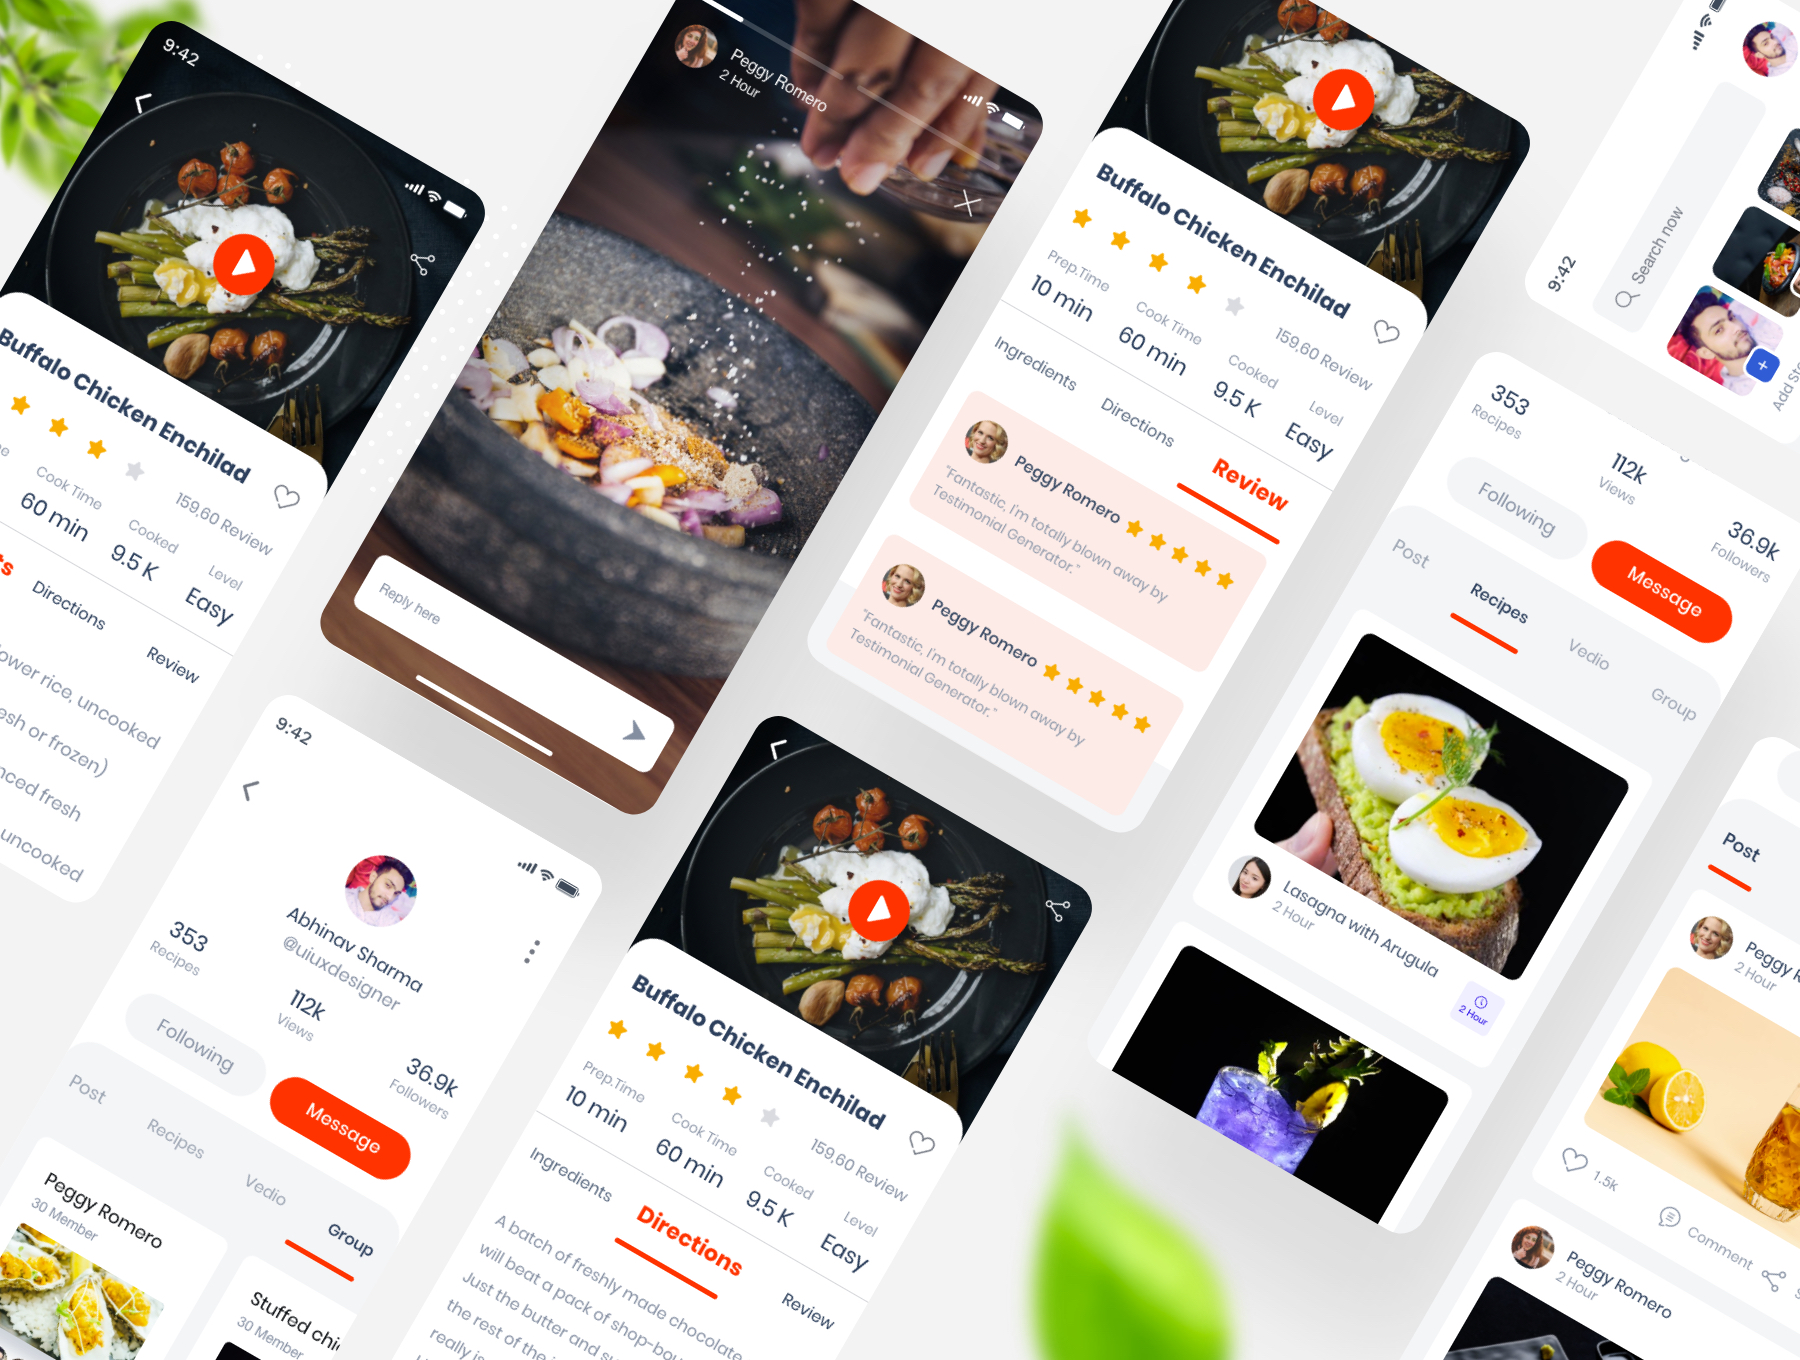 9:42
Buffalo Chicken Enchilad
159,60 Review
Cook Time
60 min
Cooked
9.5 K
Level
Easy
Directions
Review
rice, uncooked
or frozen)
fresh
uncooked
Peggy Romero
2 Hour
Reply here
Buffalo Chicken Enchilad
159,60 Review
Prep.Time
10 min
Cook Time
60 min
Cooked
9.5 K
Level
Easy
Ingredients
Directions
Review
Peggy Romero
"Fantastic, I'm totally blown away by
Testimonial Generator."
Peggy Romero
"Fantastic, I'm totally blown away by
Testimonial Generator."
9:42
Search now
Add
353
Recipes
112k
Views
36.9k
Followers
Following
Message
Post
Recipes
Vedio
Group
Lasagna with Arugula
2 Hour
2 Hour
9:42
Abhinav Sharma
@uiuxdesigner
353
Recipes
112k
Views
36.9k
Followers
Following
Message
Post
Recipes
Vedio
Group
Peggy Romero
30 Member
Stuffed
30 Member
Buffalo Chicken Enchilad
159,60 Review
Prep.Time
10 min
Cook Time
60 min
Cooked
9.5 K
Level
Easy
Ingredients
Directions
Review
A batch of freshly made chocolate
will beat a pack of
Just the butter and
the rest of the
really
Post
Peggy
2 Hour
1.5k
Comment
Peggy Romero
2 Hour